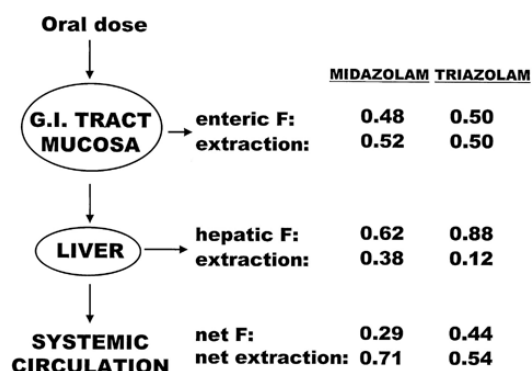 Oral dose
MIDAZOLAM TRIAZOLAM
G.I. TRACT
MUCOSA
enteric F: 0.48 0.50
extraction: 0.52 0.50
LIVER
hepatic F: 0.62 0.88
extraction: 0.38 0.12
SYSTEMIC
CIRCULATION
net F: 0.29 0.44
net extraction: 0.71 0.54